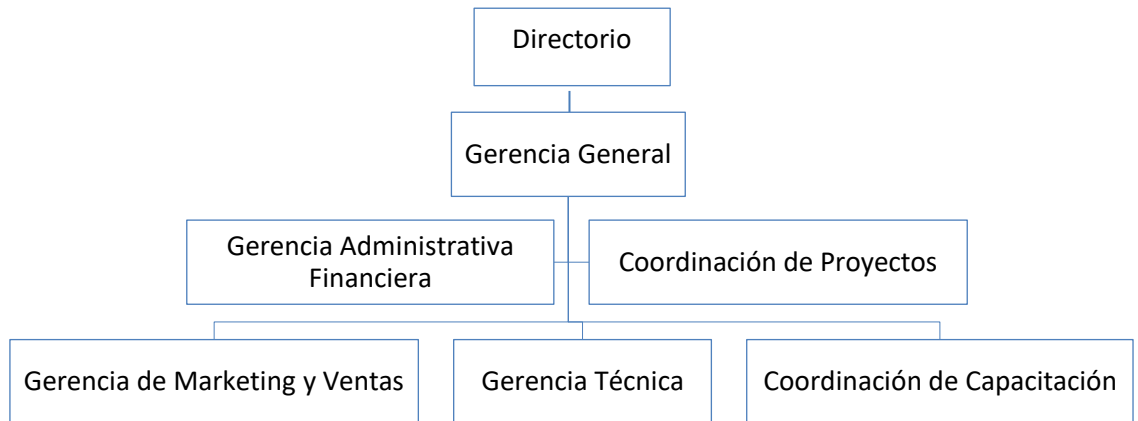 Directorio
Gerencia General
Gerencia Administrativa
Financiera
Coordinación de Proyectos
Gerencia de Marketing y Ventas
Gerencia Técnica
Coordinación de Capacitación